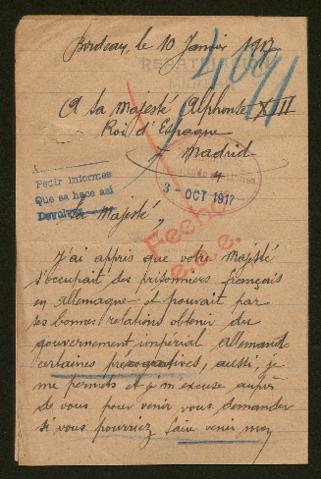 Bordeaux, le 10 Janvier 1917
REPATRIACION
4091
A Sa Majesté Alphonse XIII
Roi d'Espagne
à Madrid
A
Pedir informes
Que se hace así
Devolver
3 - OCT 1917
Sa Majesté,
Fecho
J'ai appris que votre Majesté
s'occupait des prisonniers français
en Allemagne et pouvait par
ses bonnes relations obtenir du
gouvernement impérial allemand
certaines prérogatives, aussi, je
me permets et je m'excuse auprès
de vous pour venir vous demander
si vous pourriez faire venir mon